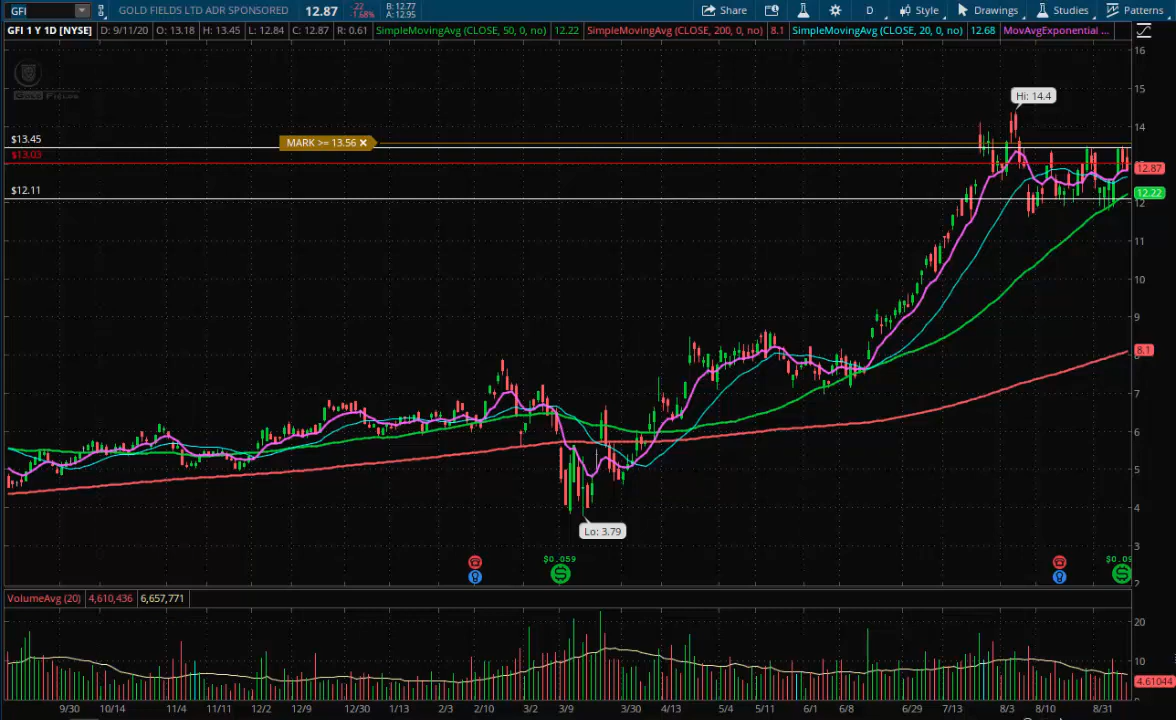 GFI GOLD FIELDS LTD ADR SPONSORED 12.87 -.22 -1.68% B: 12.77 A: 12.95 Share D Style Drawings Studies Patterns
GFI 1 Y 1D [NYSE] D: 9/11/20 O: 13.18 H: 13.45 L: 12.84 C: 12.87 R: 0.61 SimpleMovingAvg (CLOSE, 50, 0, no) 12.22 SimpleMovingAvg (CLOSE, 200, 0, no) 8.1 SimpleMovingAvg (CLOSE, 20, 0, no) 12.68 MovAvgExponential ...
16
GOLD FIELDS
Hi: 14.4
15
14
$13.45
MARK >= 13.56 ×
$13.03
12.87
$12.11
12.22
12
11
10
9
8.1
7
6
5
Lo: 3.79
4
3
$0.059
2
VolumeAvg (20) 4,610,436 6,657,771
20
10
4.61044
9/30 10/14 11/4 11/11 12/2 12/9 12/30 1/13 2/3 2/10 3/2 3/9 3/30 4/13 5/4 5/11 6/1 6/8 6/29 7/13 8/3 8/10 8/31